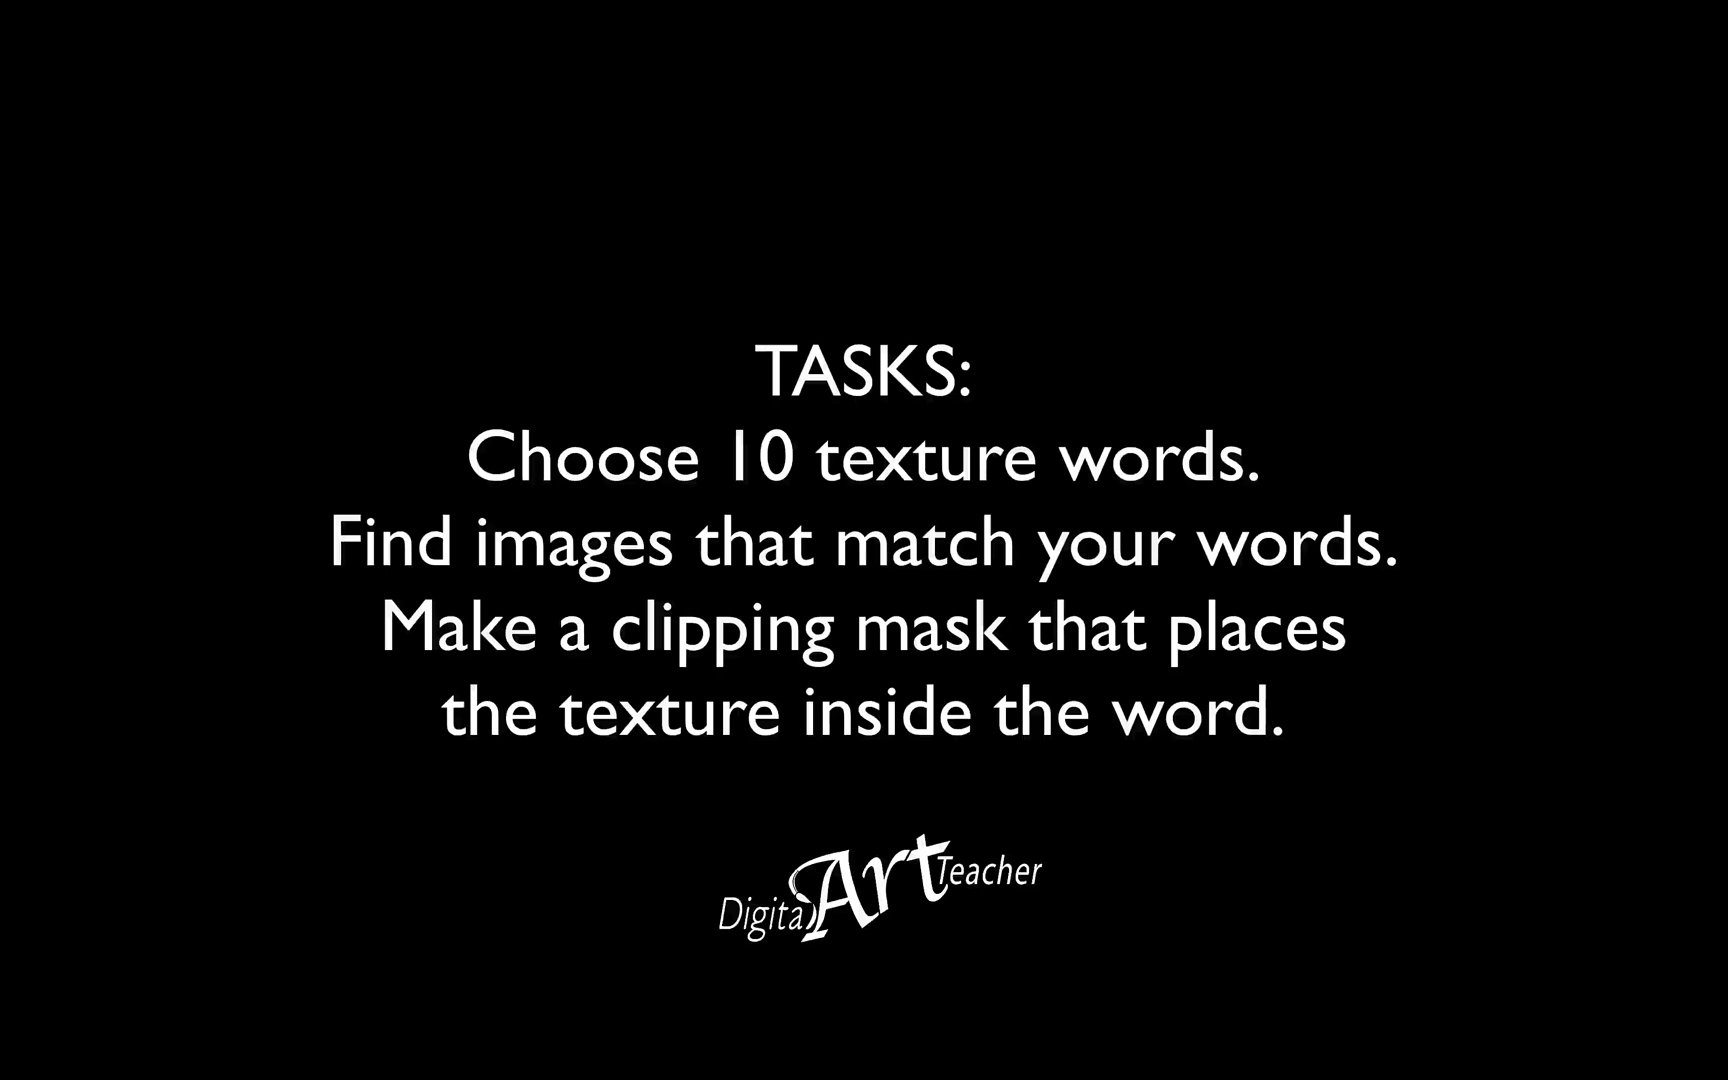 TASKS:
Choose 10 texture words.
Find images that match your words.
Make a clipping mask that places
the texture inside the word.
Digital Art Teacher